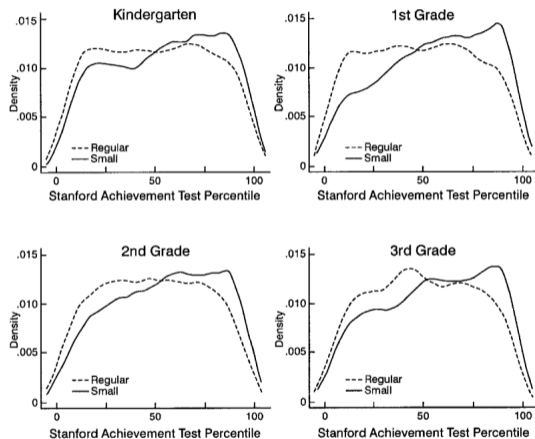 Kindergarten
.015
.010
.005
0
Density
Regular
Small
0 50 100
Stanford Achievement Test Percentile
1st Grade
.015
.010
.005
0
Density
Regular
Small
0 50 100
Stanford Achievement Test Percentile
2nd Grade
.015
.010
.005
0
Density
Regular
Small
0 50 100
Stanford Achievement Test Percentile
3rd Grade
.015
.010
.005
0
Density
Regular
Small
0 50 100
Stanford Achievement Test Percentile